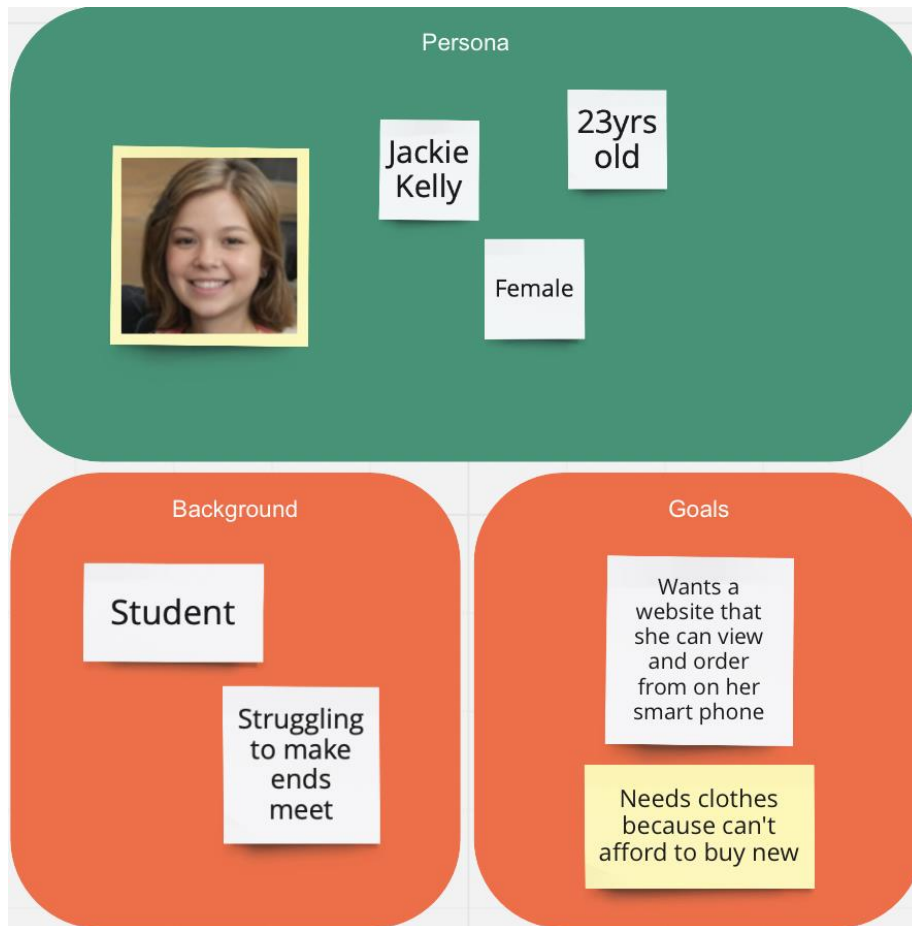 Persona
Jackie
Kelly
23yrs
old
Female
Background
Student
Struggling
to make
ends
meet
Goals
Wants a
website that
she can view
and order
from on her
smart phone
Needs clothes
because can't
afford to buy new